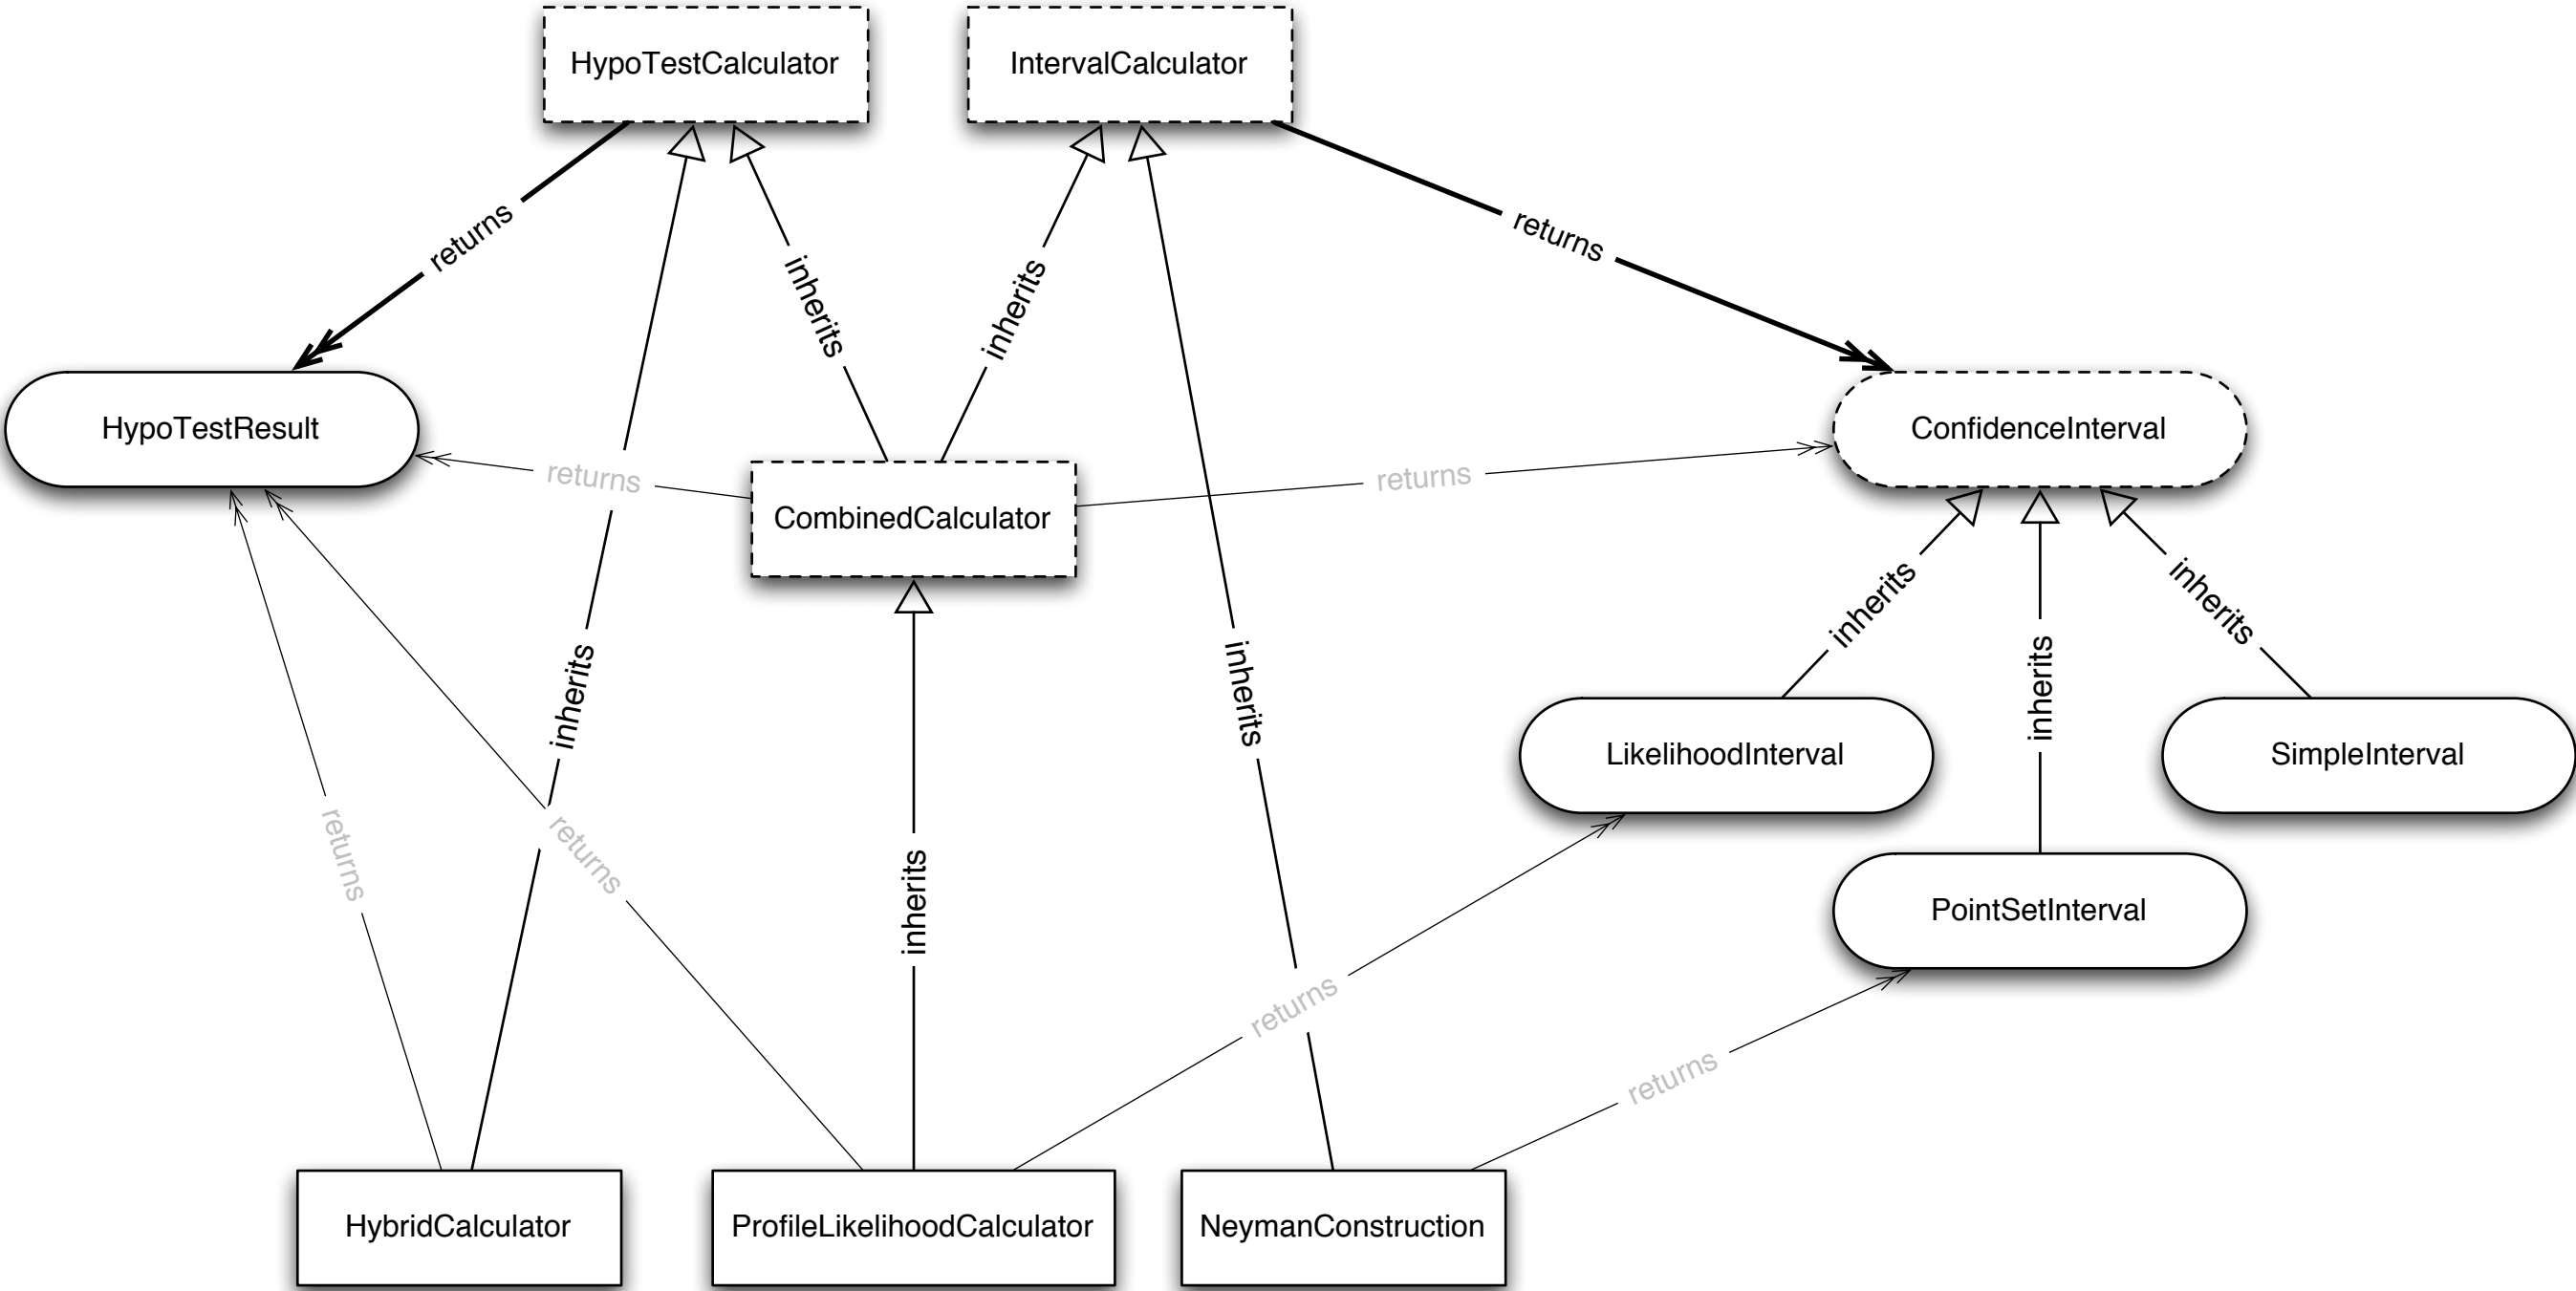 HypoTestCalculator
IntervalCalculator
returns
returns
inherits
inherits
HypoTestResult
ConfidenceInterval
returns
returns
CombinedCalculator
inherits
inherits
inherits
inherits
inherits
LikelihoodInterval
SimpleInterval
returns
returns
inherits
PointSetInterval
returns
returns
HybridCalculator
ProfileLikelihoodCalculator
NeymanConstruction